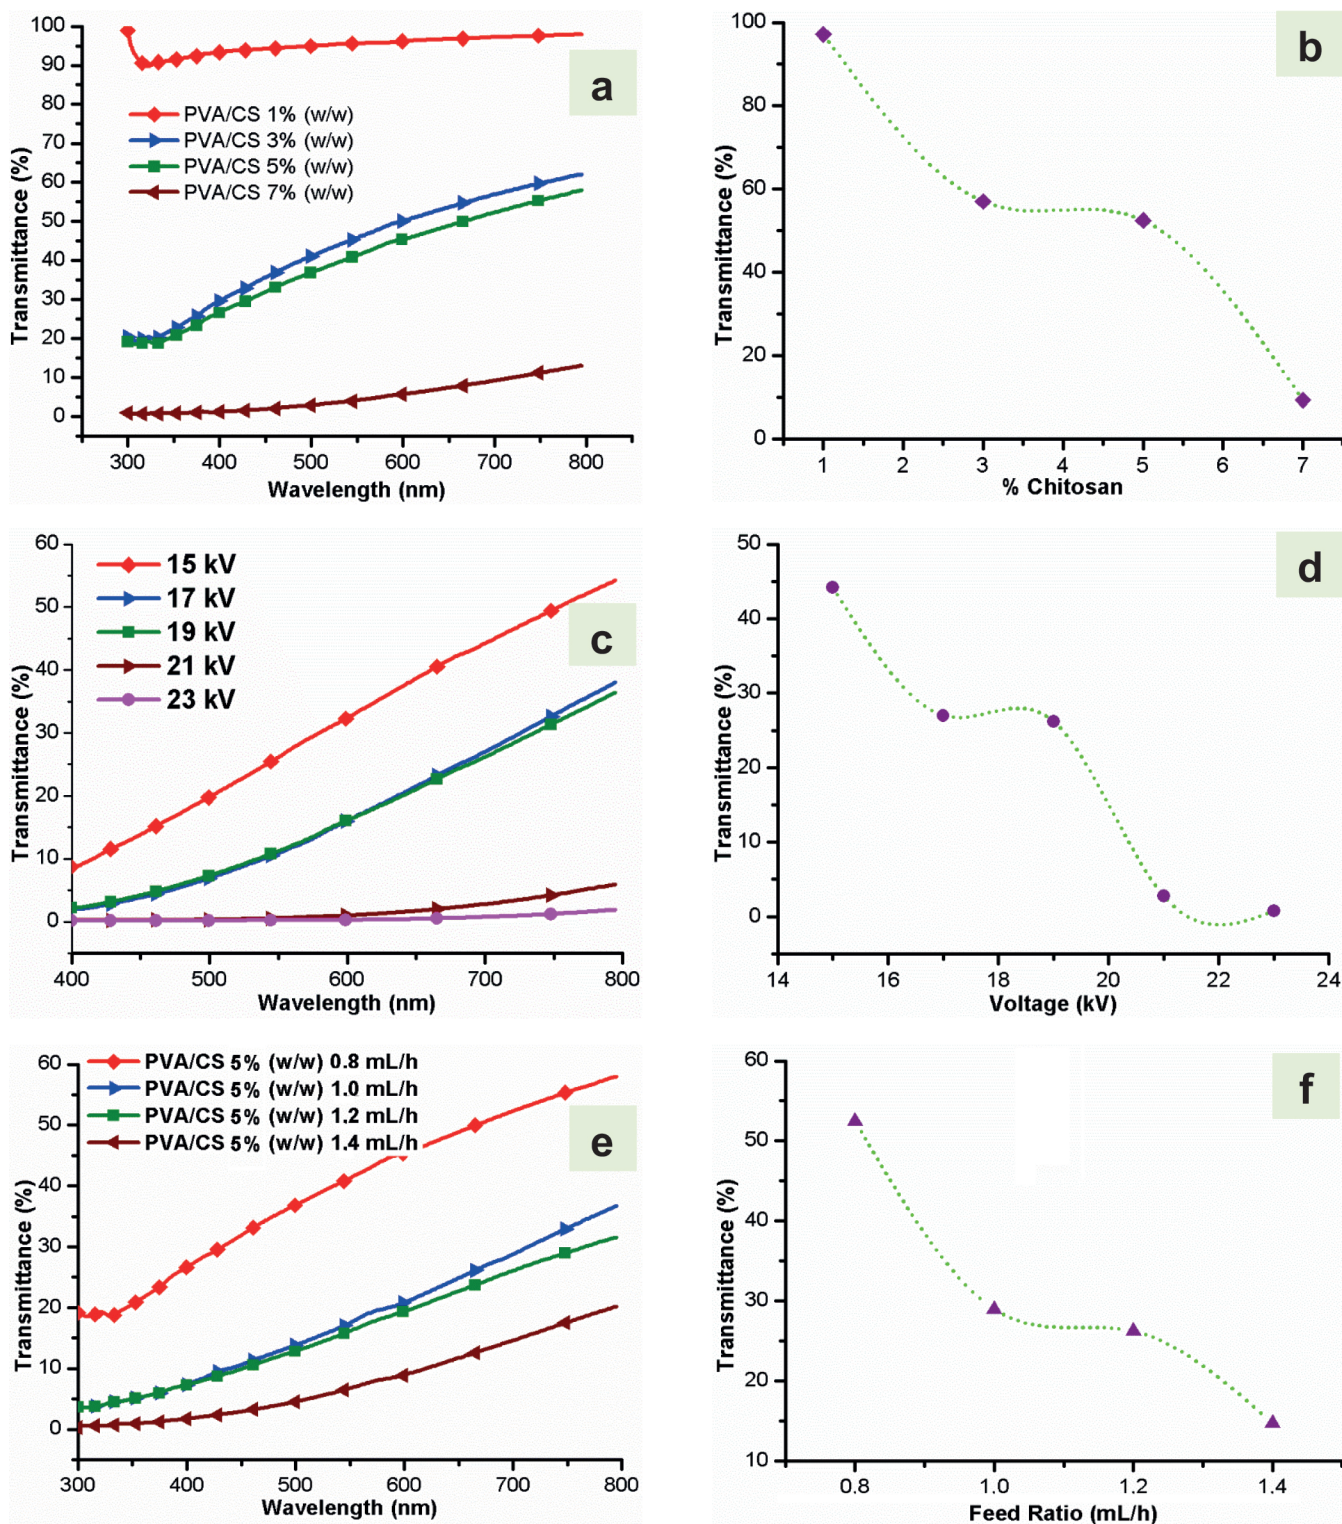 100
90
80
70
60
50
40
30
20
10
0
Transmittance (%)
a
PVA/CS 1% (w/w)
PVA/CS 3% (w/w)
PVA/CS 5% (w/w)
PVA/CS 7% (w/w)
300 400 500 600 700 800
Wavelength (nm)
100
100
60
40
20
0
Transmittance (%)
b
1 2 3 4 5 6 7
% Chitosan
60
50
40
30
20
10
0
Transmittance (%)
c
15 kV
17 kV
19 kV
21 kV
23 kV
400 500 600 700 800
Wavelength (nm)
50
40
30
20
10
0
Transmittance (%)
d
14 16 18 20 22 24
Voltage (kV)
60
50
40
30
20
10
0
Transmittance (%)
e
PVA/CS 5% (w/w) 0.8 mL/h
PVA/CS 5% (w/w) 1.0 mL/h
PVA/CS 5% (w/w) 1.2 mL/h
PVA/CS 5% (w/w) 1.4 mL/h
300 400 500 600 700 800
Wavelength (nm)
60
50
40
30
20
10
Transmittance (%)
f
0.8 1.0 1.2 1.4
Feed Ratio (mL/h)